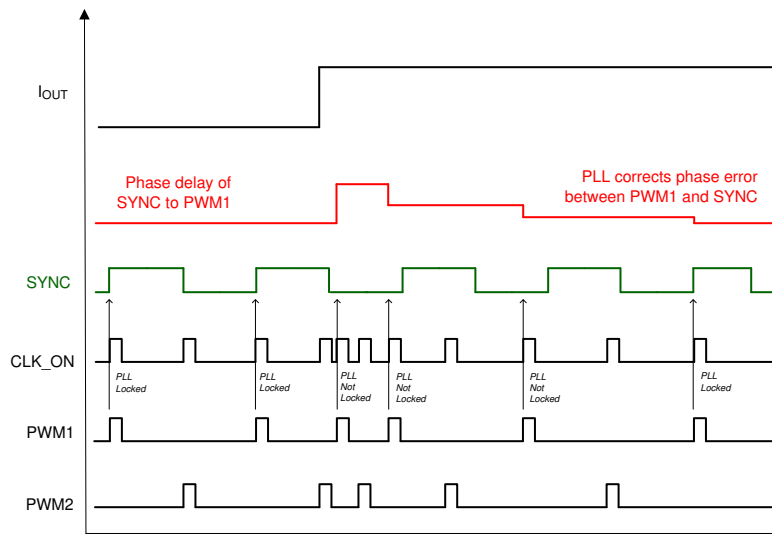 IOUT
Phase delay of
SYNC to PWM1
PLL corrects phase error
between PWM1 and SYNC
SYNC
CLK_ON
PLL
Locked
PLL
Locked
PLL
Not
Locked
PLL
Not
Locked
PLL
Not
Locked
PLL
Locked
PWM1
PWM2